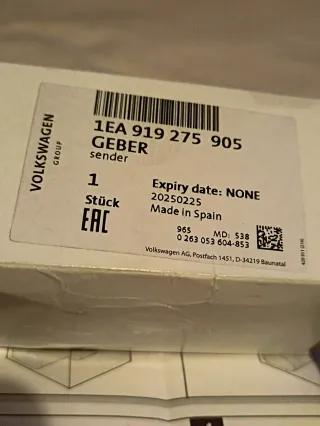 VOLKSWAGEN
GROUP
1EA 919 275 905
GEBER
sender
1
Stück
EAC
Expiry date: NONE
20250225
Made in Spain
965 MD: 538
0 263 053 604-853
Volkswagen AG, Postfach 1451, D-34219 Baunatal